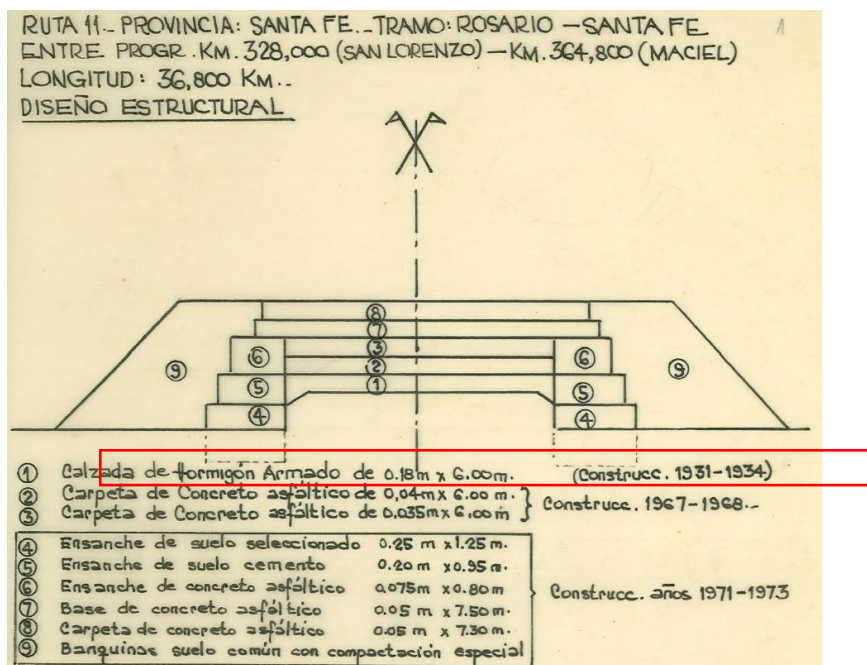 RUTA 11.- PROVINCIA: SANTA FE.- TRAMO: ROSARIO - SANTA FE
ENTRE PROGR. KM. 328,000 (SAN LORENZO) - KM. 364,800 (MACIEL)
LONGITUD: 36,800 KM..
DISEÑO ESTRUCTURAL
1
8
7
6 3 6
9 2 9
5 1 5
4 4
① Calzada de Hormigón Armado de 0.18m x 6.00m. (Construcc. 1931-1934)
② Carpeta de Concreto asfáltico de 0,04m x 6.00 m.
③ Carpeta de Concreto asfáltico de 0,035m x 6,00m } Construcc. 1967-1968.-
④ Ensanche de suelo seleccionado 0.25 m x 1.25 m.
⑤ Ensanche de suelo cemento 0.20 m x 0.95 m.
⑥ Ensanche de concreto asfáltico 0,075m x 0.80 m
⑦ Base de concreto asfáltico 0.05 m x 7.50 m.
⑧ Carpeta de concreto asfáltico 0.05 m x 7.30 m.
⑨ Banquinas suelo común con compactación especial
Construcc. años 1971-1973